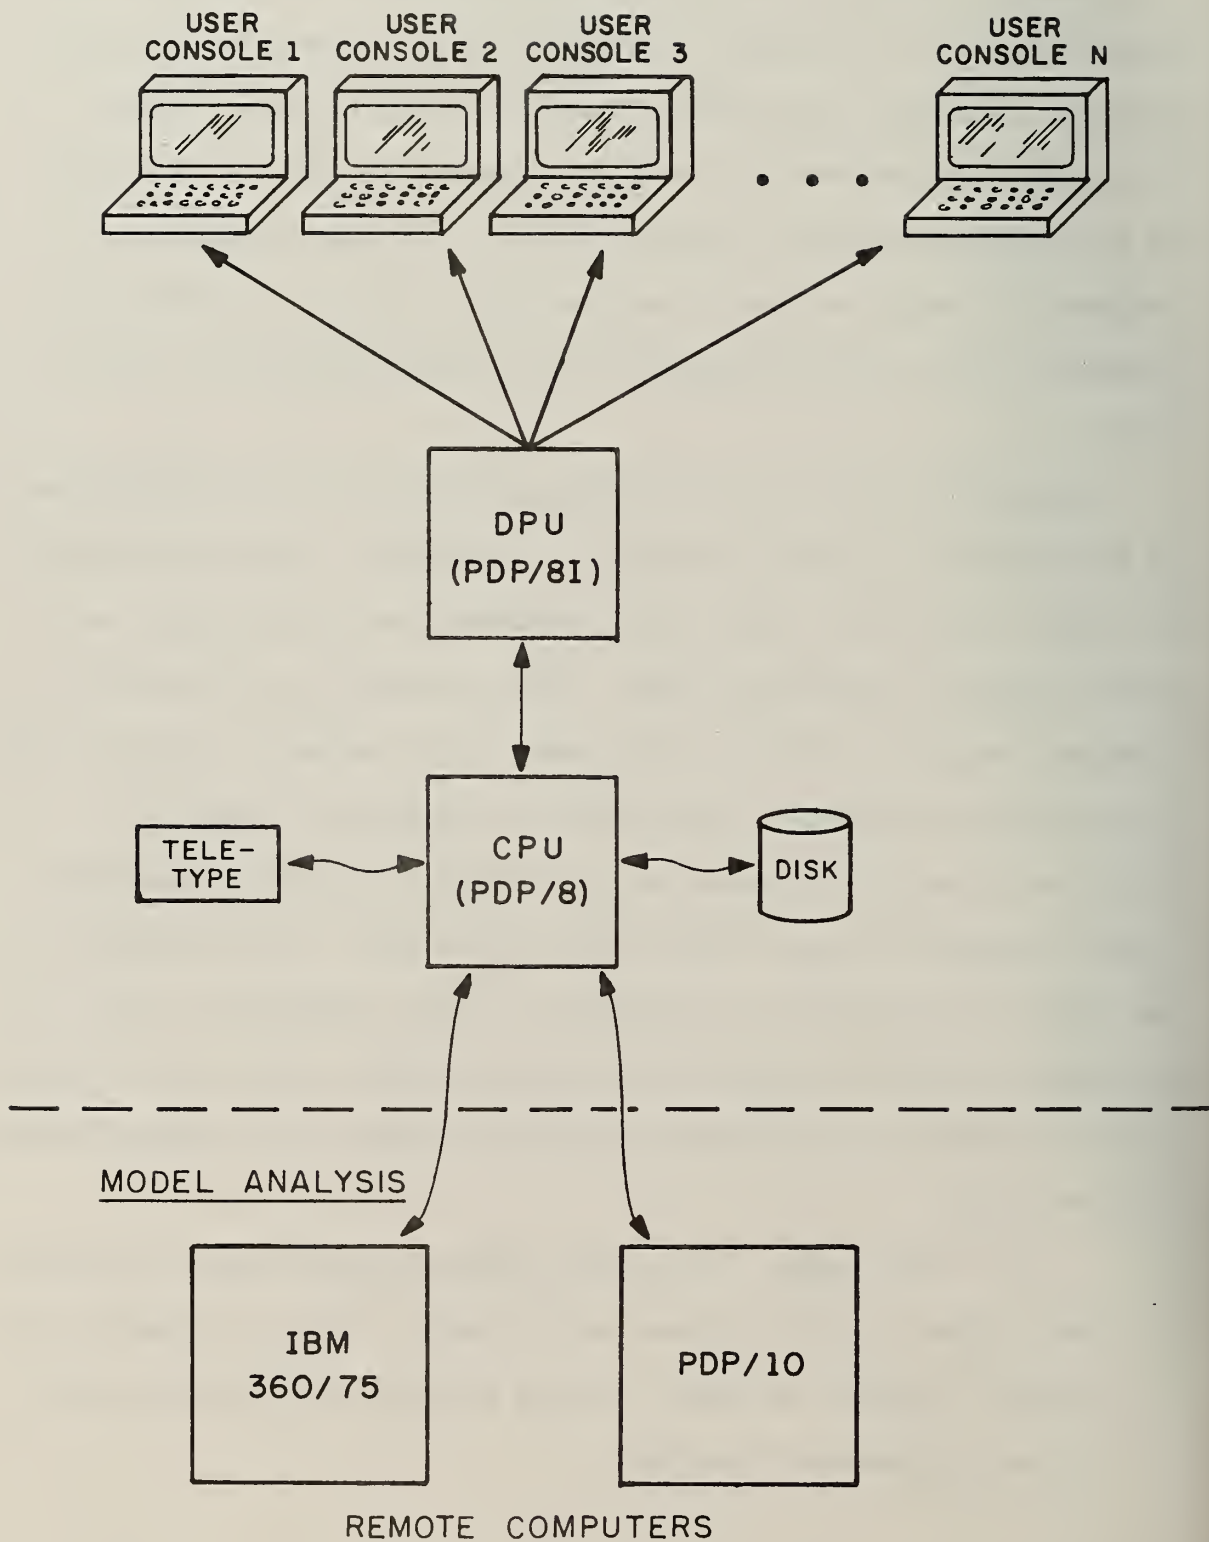 USER
CONSOLE 1
USER
CONSOLE 2
USER
CONSOLE 3
USER
CONSOLE N
DPU
(PDP/8I)
TELE-
TYPE
CPU
(PDP/8)
DISK
MODEL ANALYSIS
IBM
360/75
PDP/10
REMOTE COMPUTERS